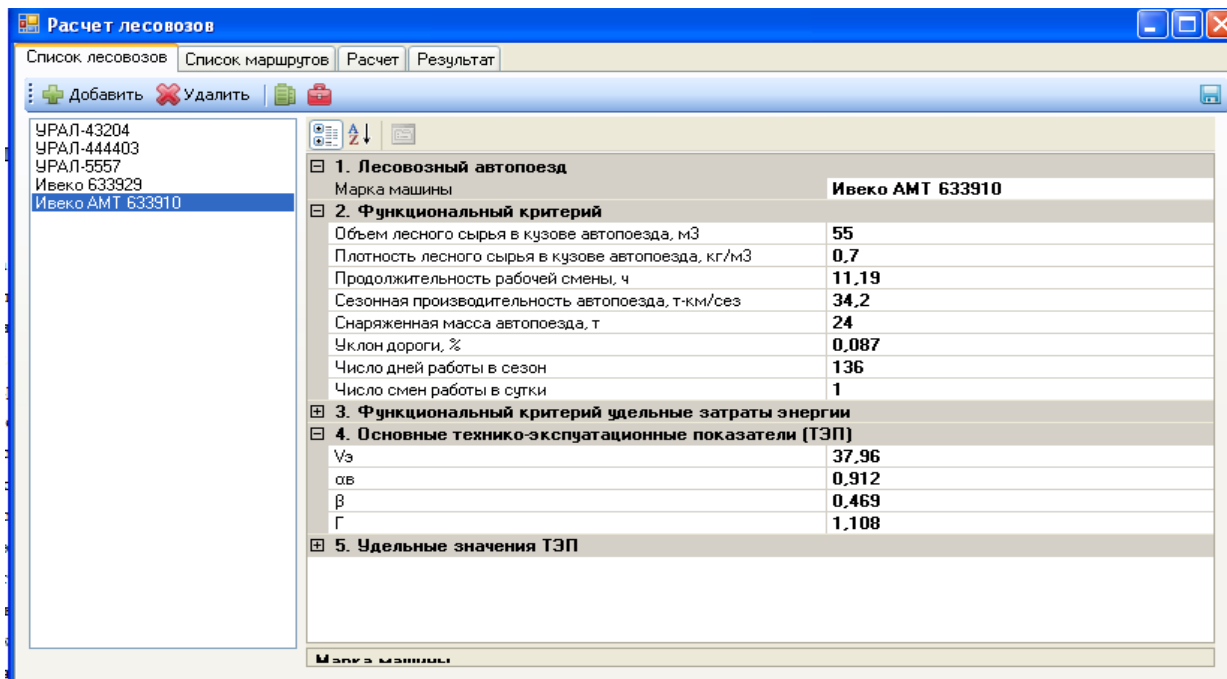 Расчет лесовозов
Список лесовозов Список маршрутов Расчет Результат
Добавить Удалить
УРАЛ-43204
УРАЛ-444403
УРАЛ-5557
Ивеко 633929
Ивеко АМТ 633910
1. Лесовозный автопоезд
Марка машины Ивеко АМТ 633910
2. Функциональный критерий
Объем лесного сырья в кузове автопоезда, м3 55
Плотность лесного сырья в кузове автопоезда, кг/м3 0,7
Продолжительность рабочей смены, ч 11,19
Сезонная производительность автопоезда, т-км/сез 34,2
Снаряженная масса автопоезда, т 24
Уклон дороги, % 0,087
Число дней работы в сезон 136
Число смен работы в сутки 1
3. Функциональный критерий удельные затраты энергии
4. Основные технико-экспуатационные показатели (ТЭП)
Vэ 37,96
αв 0,912
β 0,469
Г 1,108
5. Удельные значения ТЭП
Марка машины